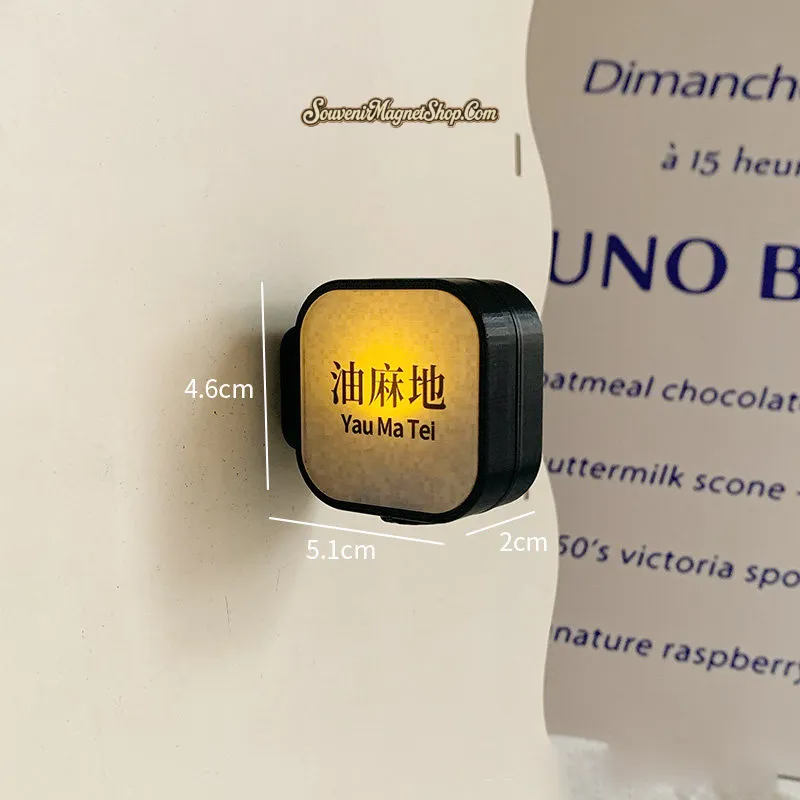 SouveniMagnetShop.Com
Dimanch
à 15 heur
UNO B
4.6cm
油麻地
Yau Ma Tei
5.1cm
2cm
oatmeal chocolat
uttermilk scone -
50's victoria spo
nature raspberry